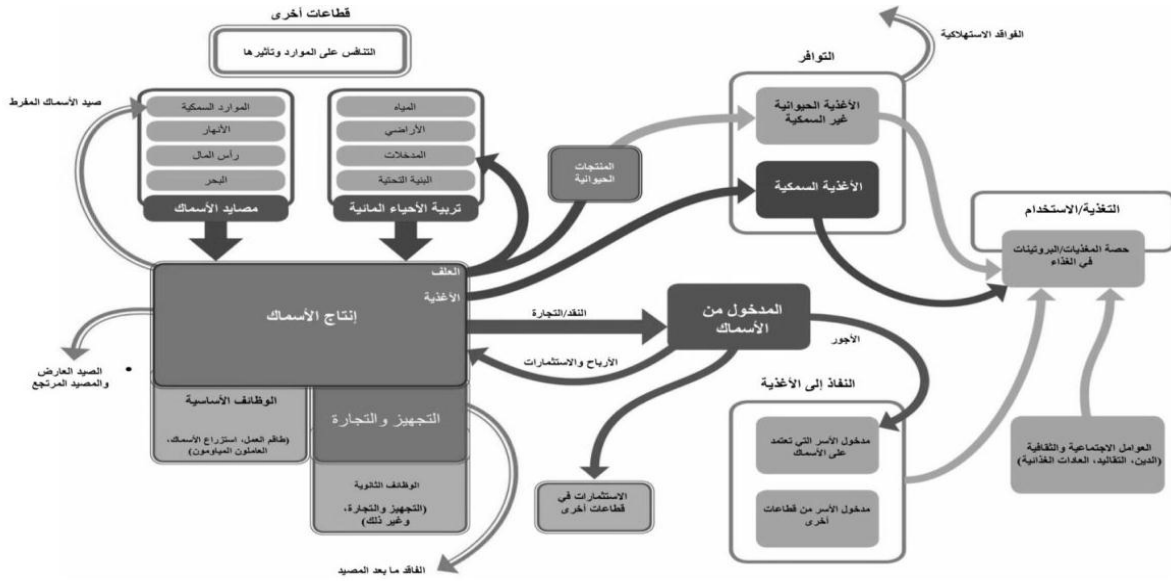 قطاعات أخرى
التنافس على الموارد وتأثيرها
صيد الأسماك المفرط
الموارد السمكية
الأنهار
رأس المال
البحر
مصايد الأسماك
المياه
الأراضي
المدخلات
البنية التحتية
تربية الأحياء المائية
المنتجات
الحيوانية
الفواقد الاستهلاكية
التوافر
الأغذية الحيوانية
غير السمكية
الأغذية السمكية
التغذية/الاستخدام
حصة المغذيات/البروتينات
في الغذاء
العلف
الأغذية
إنتاج الأسماك
النقد/التجارة
الأرباح والاستثمارات
المدخول من
الأسماك
الأجور
الصيد العارض
والمصيد المرتجع
الوظائف الأساسية
(طاقم العمل، استزراع الأسماك،
العاملون المياومون)
التجهيز والتجارة
الوظائف الثانوية
(التجهيز والتجارة،
وغير ذلك)
الفاقد ما بعد المصيد
الاستثمارات في
قطاعات أخرى
النفاذ إلى الأغذية
مدخول الأسر التي تعتمد
على الأسماك
مدخول الأسر من قطاعات
أخرى
العوامل الاجتماعية والثقافية
(الدين، التقاليد، العادات الغذائية)